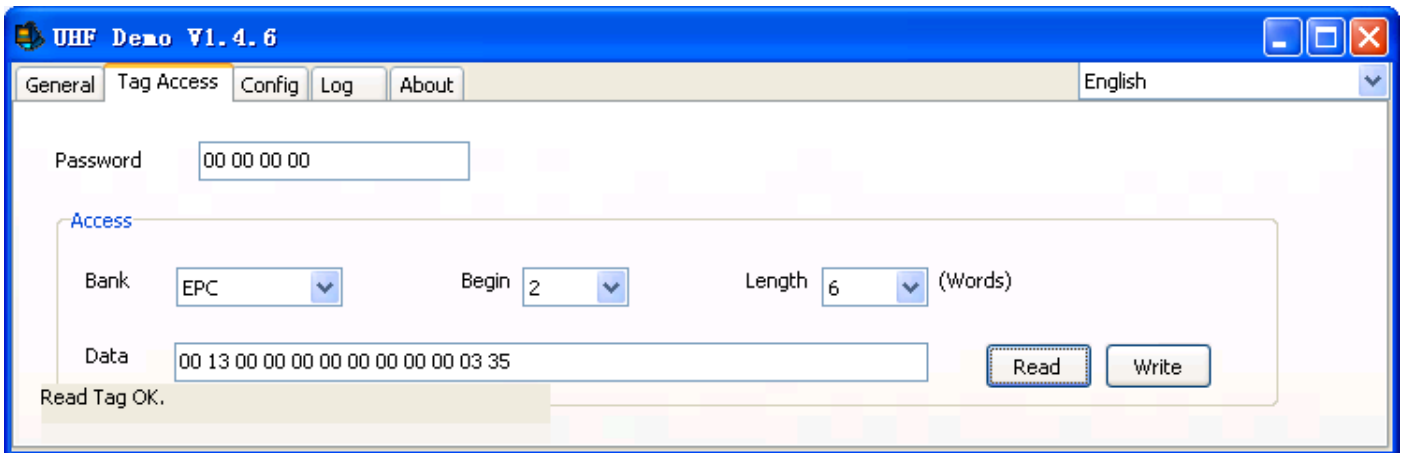 UHF Demo V1.4.6
General Tag Access Config Log About English
Password 00 00 00 00
Access
Bank EPC Begin 2 Length 6 (Words)
Data 00 13 00 00 00 00 00 00 00 00 03 35 Read Write
Read Tag OK.